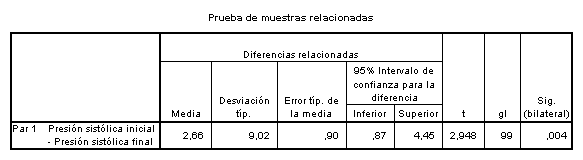 Prueba de muestras relacionadas
Diferencias relacionadas
95% Intervalo de
confianza para la
diferencia
Media Desviación típ. Error típ. de la media Inferior Superior t gl Sig. (bilateral)
Par 1 Presión sistólica inicial
- Presión sistólica final 2,66 9,02 ,90 ,87 4,45 2,948 99 ,004